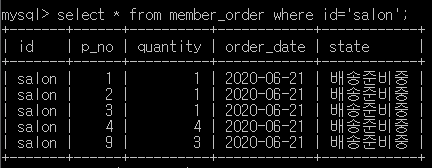 mysql> select * from member_order where id='salon';
+-------+------+----------+------------+------------+
| id | p_no | quantity | order_date | state |
+-------+------+----------+------------+------------+
| salon | 1 | 1 | 2020-06-21 | 배송준비중 |
| salon | 2 | 1 | 2020-06-21 | 배송준비중 |
| salon | 3 | 1 | 2020-06-21 | 배송준비중 |
| salon | 4 | 4 | 2020-06-21 | 배송준비중 |
| salon | 9 | 3 | 2020-06-21 | 배송준비중 |
+-------+------+----------+------------+------------+